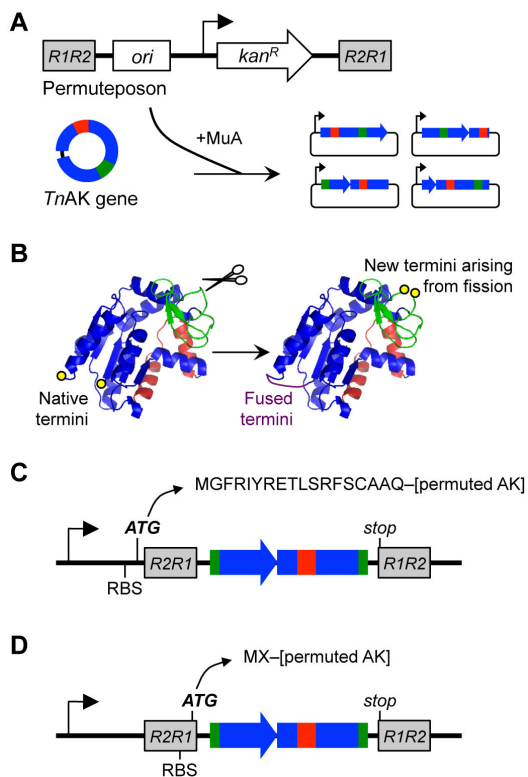 A
R1R2
ori
kanR
R2R1
Permuteposon
+MuA
TnAK gene
B
New termini arising
from fission
Native
termini
Fused
termini
C
MGFRIYRETLSRFSCAAQ–[permuted AK]
ATG
stop
R2R1
R1R2
RBS
D
MX–[permuted AK]
ATG
stop
R2R1
R1R2
RBS